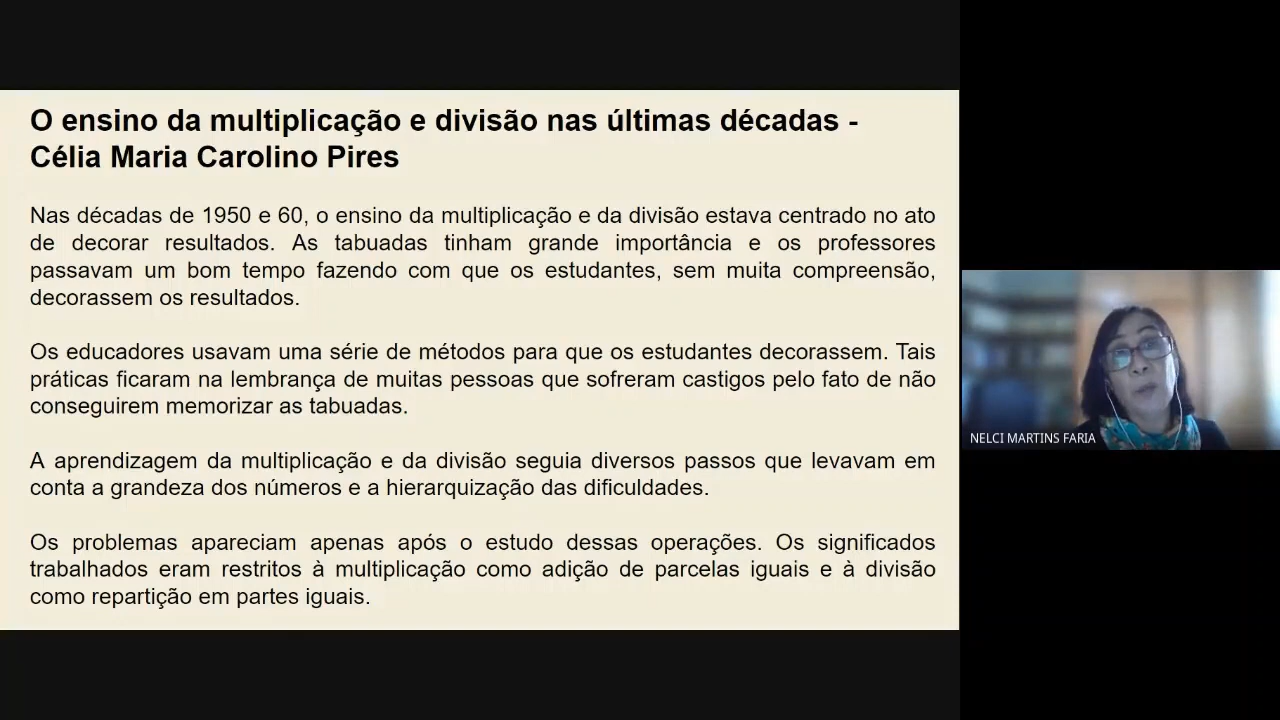 O ensino da multiplicação e divisão nas últimas décadas -
Célia Maria Carolino Pires
Nas décadas de 1950 e 60, o ensino da multiplicação e da divisão estava centrado no ato
de decorar resultados. As tabuadas tinham grande importância e os professores
passavam um bom tempo fazendo com que os estudantes, sem muita compreensão,
decorassem os resultados.
Os educadores usavam uma série de métodos para que os estudantes decorassem. Tais
práticas ficaram na lembrança de muitas pessoas que sofreram castigos pelo fato de não
conseguirem memorizar as tabuadas.
A aprendizagem da multiplicação e da divisão seguia diversos passos que levavam em
conta a grandeza dos números e a hierarquização das dificuldades.
Os problemas apareciam apenas após o estudo dessas operações. Os significados
trabalhados eram restritos à multiplicação como adição de parcelas iguais e à divisão
como repartição em partes iguais.
NELCI MARTINS FARIA